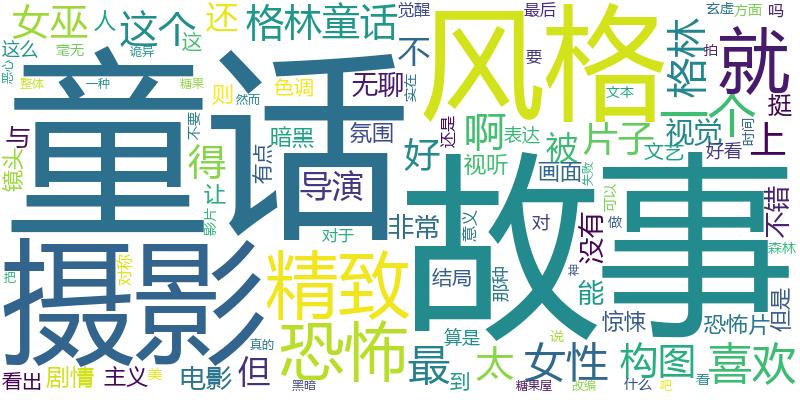 童话
故事
风格
摄影
精致
恐怖
就
女巫
人
这个
还
格林童话
觉醒
不
最后
玄虚
方面
吗
这么
这
毫无
诡异
恶心
整体
一种
糖果
则
然而
色调
无聊
实在
要
拍
格林
文本
一个
挺
与
镜头
得
暗黑
氛围
有点
不要
让
影片
导演
还是
啊
表达
好
视听
被
片子
画面
视觉
文艺
好看
上
时间
失败
可以
做
不错
没有
对
意义
非常
对于
对称
把
结局
那种
能
森林
但是
惊悚
恐怖片
算是
说
真的
看出
剧情
主义
美
电影
但
黑暗
最
到
太
女性
糖果屋
改编
构图
什么
吧
看
喜欢